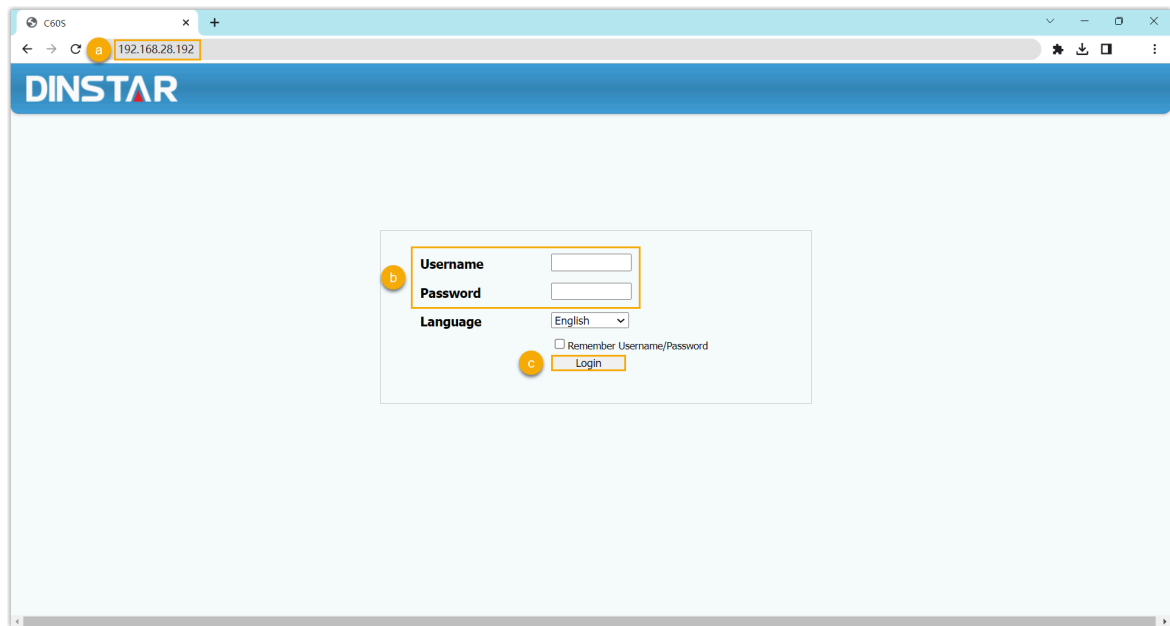 C60S
a 192.168.28.192
DINSTAR
b
Username
Password
Language English
Remember Username/Password
c Login